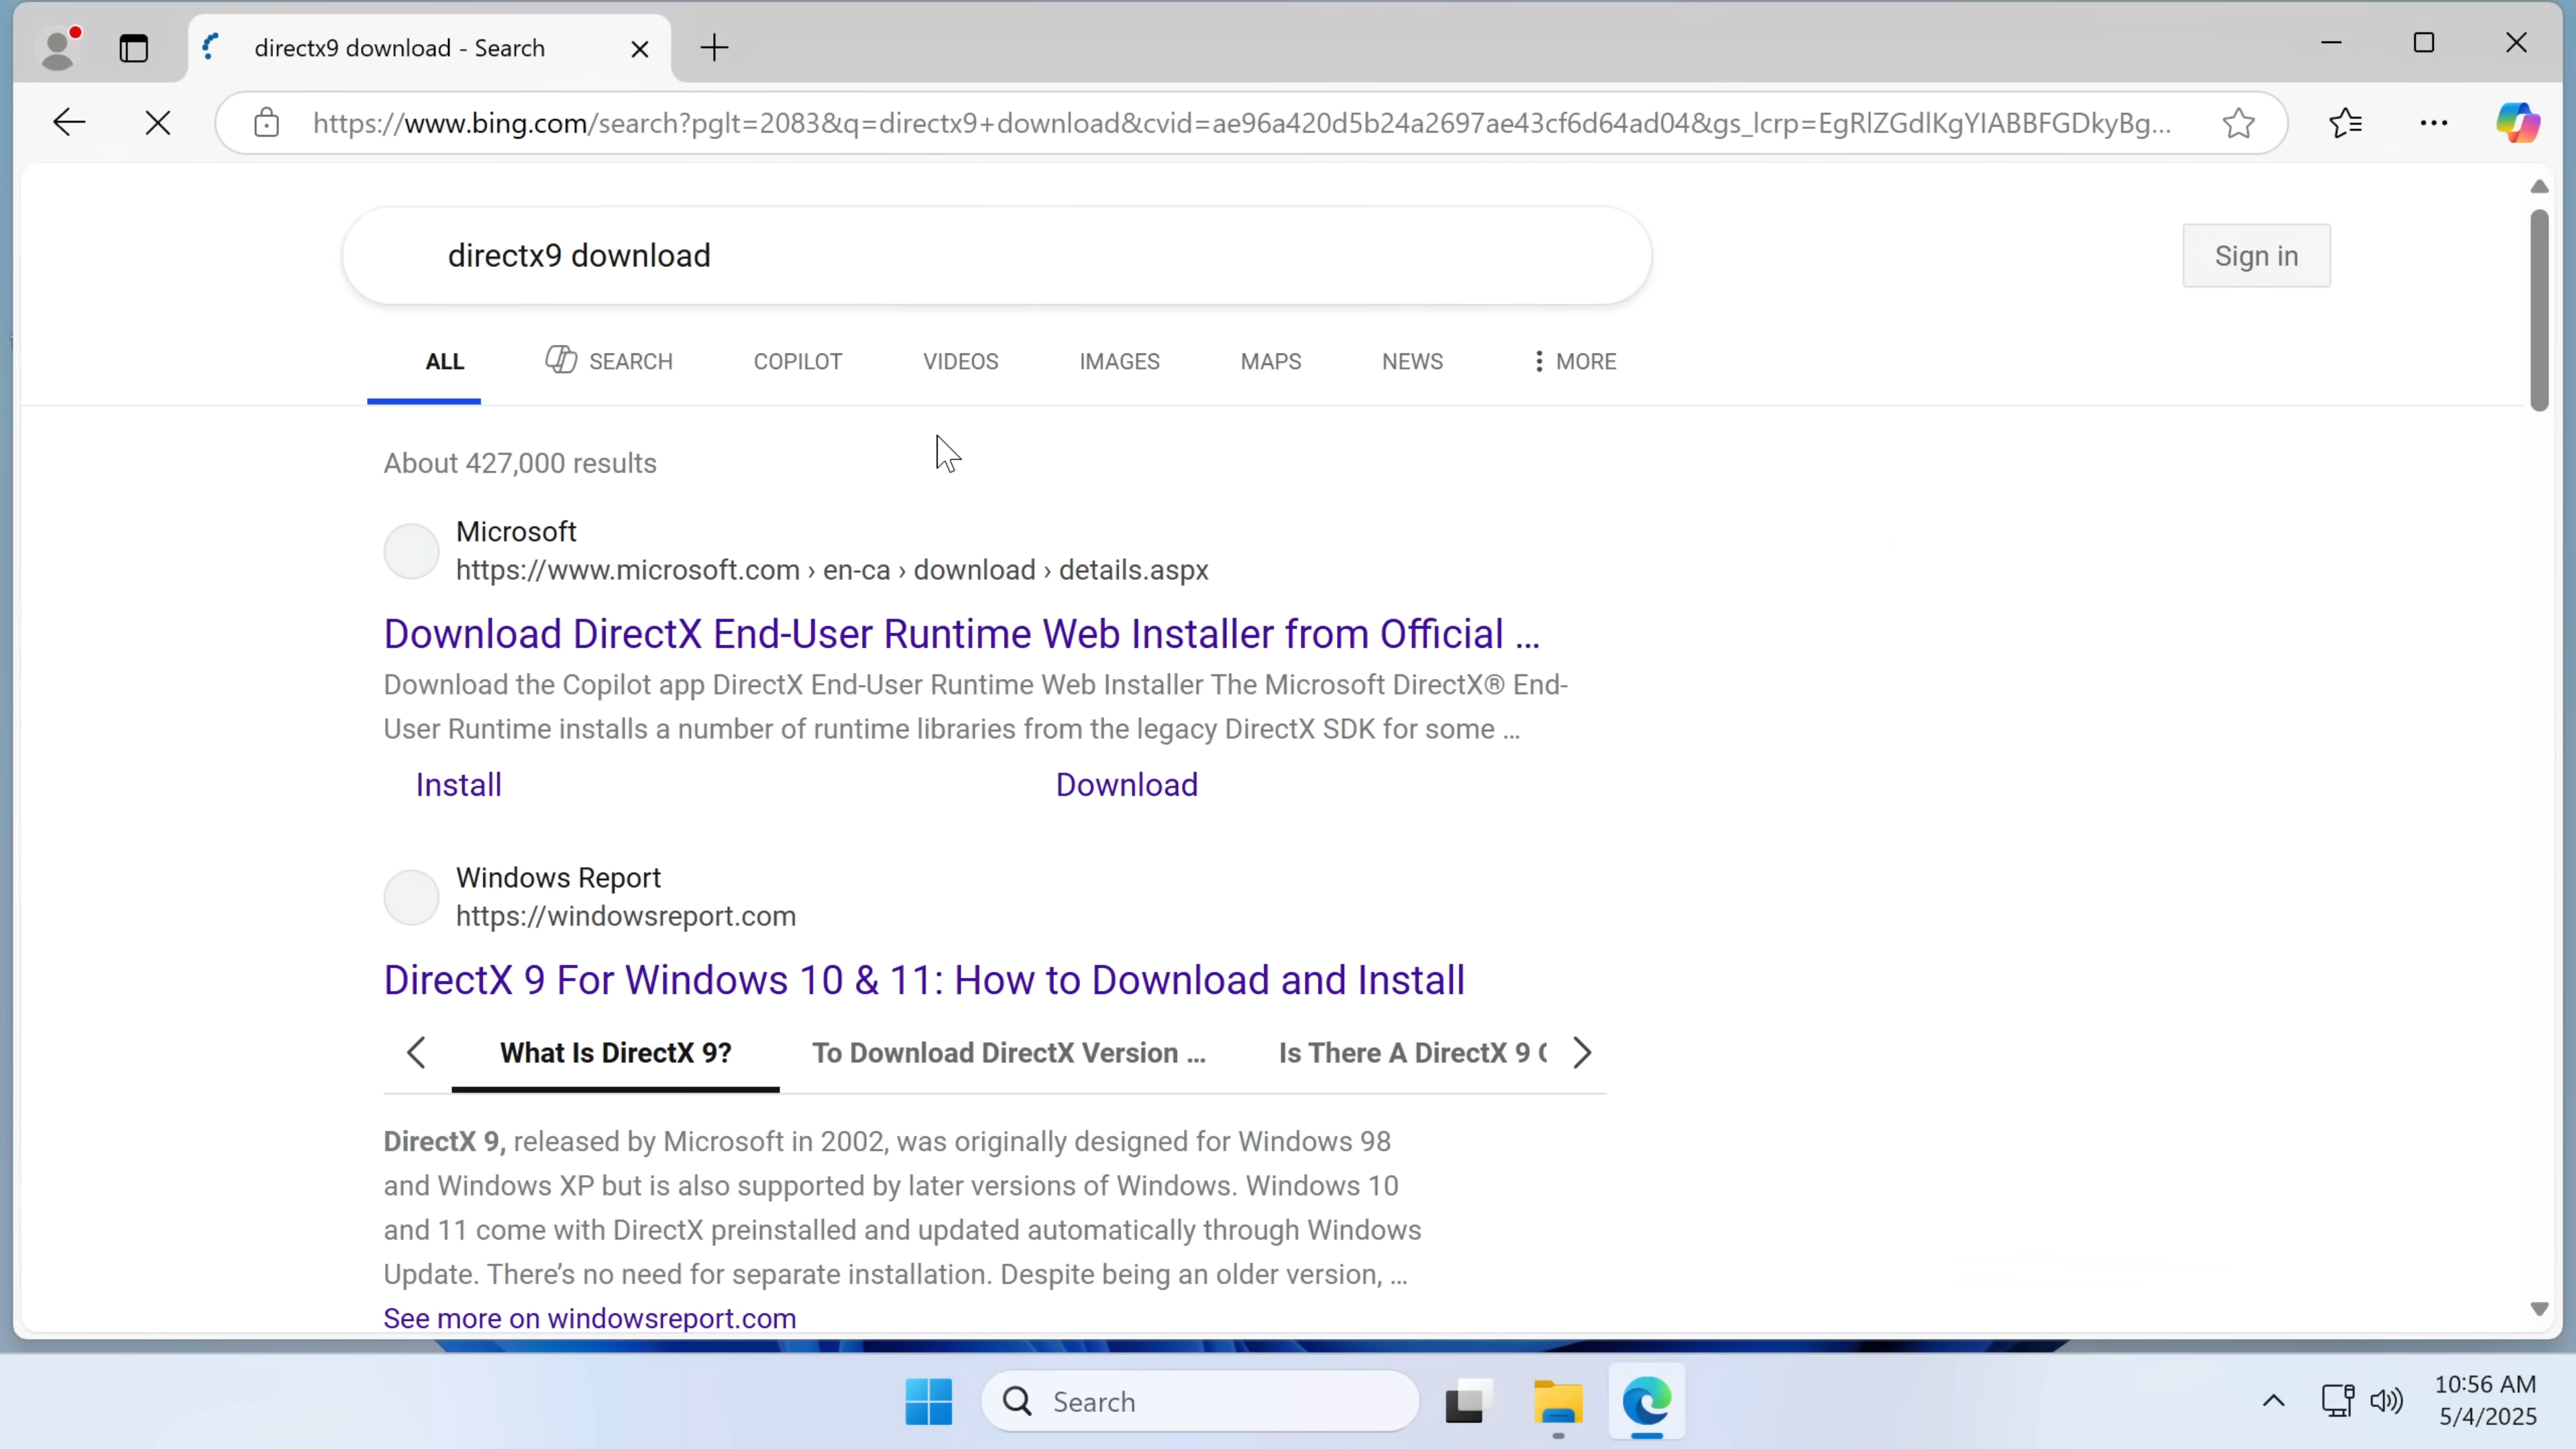 directx9 download - Search
https://www.bing.com/search?pglt=2083&q=directx9+download&cvid=ae96a420d5b24a2697ae43cf6d64ad04&gs_lcrp=EgRlZGdlKgYIABBFGDkyBg...
directx9 download
Sign in
ALL SEARCH COPILOT VIDEOS IMAGES MAPS NEWS MORE
About 427,000 results
Microsoft
https://www.microsoft.com › en-ca › download › details.aspx
Download DirectX End-User Runtime Web Installer from Official ...
Download the Copilot app DirectX End-User Runtime Web Installer The Microsoft DirectX® End-
User Runtime installs a number of runtime libraries from the legacy DirectX SDK for some ...
Install Download
Windows Report
https://windowsreport.com
DirectX 9 For Windows 10 & 11: How to Download and Install
What Is DirectX 9? To Download DirectX Version ... Is There A DirectX 9
DirectX 9, released by Microsoft in 2002, was originally designed for Windows 98
and Windows XP but is also supported by later versions of Windows. Windows 10
and 11 come with DirectX preinstalled and updated automatically through Windows
Update. There’s no need for separate installation. Despite being an older version, ...
See more on windowsreport.com
Search
10:56 AM
5/4/2025